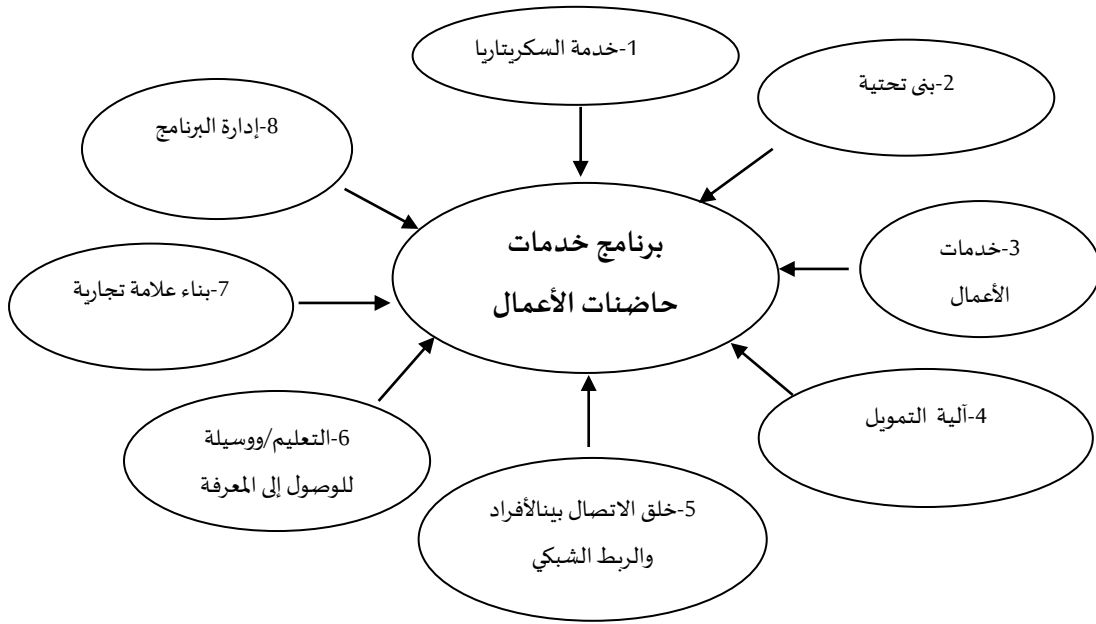 1-خدمة السكريتاريا
2-بنى تحتية
3-خدمات
الأعمال
4-آلية التمويل
5-خلق الاتصال بينالأفراد
والربط الشبكي
6-التعليم/ووسيلة
للوصول إلى المعرفة
7-بناء علامة تجارية
8-إدارة البرنامج
برنامج خدمات
حاضنات الأعمال